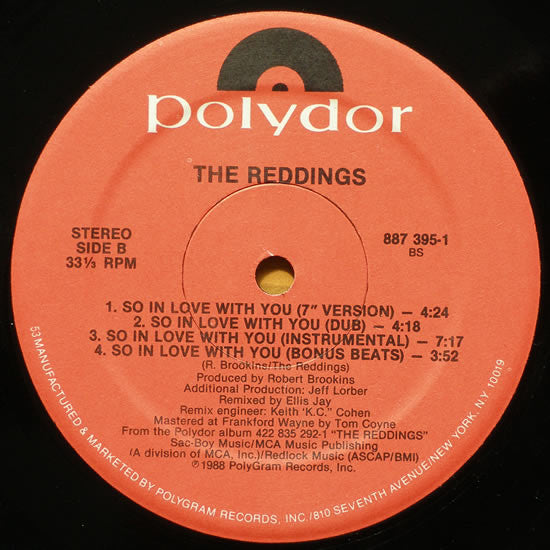 polydor
THE REDDINGS
STEREO
SIDE B
33⅓ RPM
887 395-1
BS
1. SO IN LOVE WITH YOU (7" VERSION) — 4:24
2. SO IN LOVE WITH YOU (DUB) — 4:18
3. SO IN LOVE WITH YOU (INSTRUMENTAL) — 7:17
4. SO IN LOVE WITH YOU (BONUS BEATS) — 3:52
(R. Brookins/The Reddings)
Produced by Robert Brookins
Additional Production: Jeff Lorber
Remixed by Ellis Jay
Remix engineer: Keith "K.C." Cohen
Mastered at Frankford Wayne by Tom Coyne
From the Polydor album 422 835 292-1 "THE REDDINGS"
Sac-Boy Music/MCA Music Publishing
(A division of MCA, Inc.)/Redlock Music (ASCAP/BMI)
©1988 PolyGram Records, Inc.
53 MANUFACTURED & MARKETED BY POLYGRAM RECORDS, INC./810 SEVENTH AVENUE/NEW YORK, N.Y. 10019